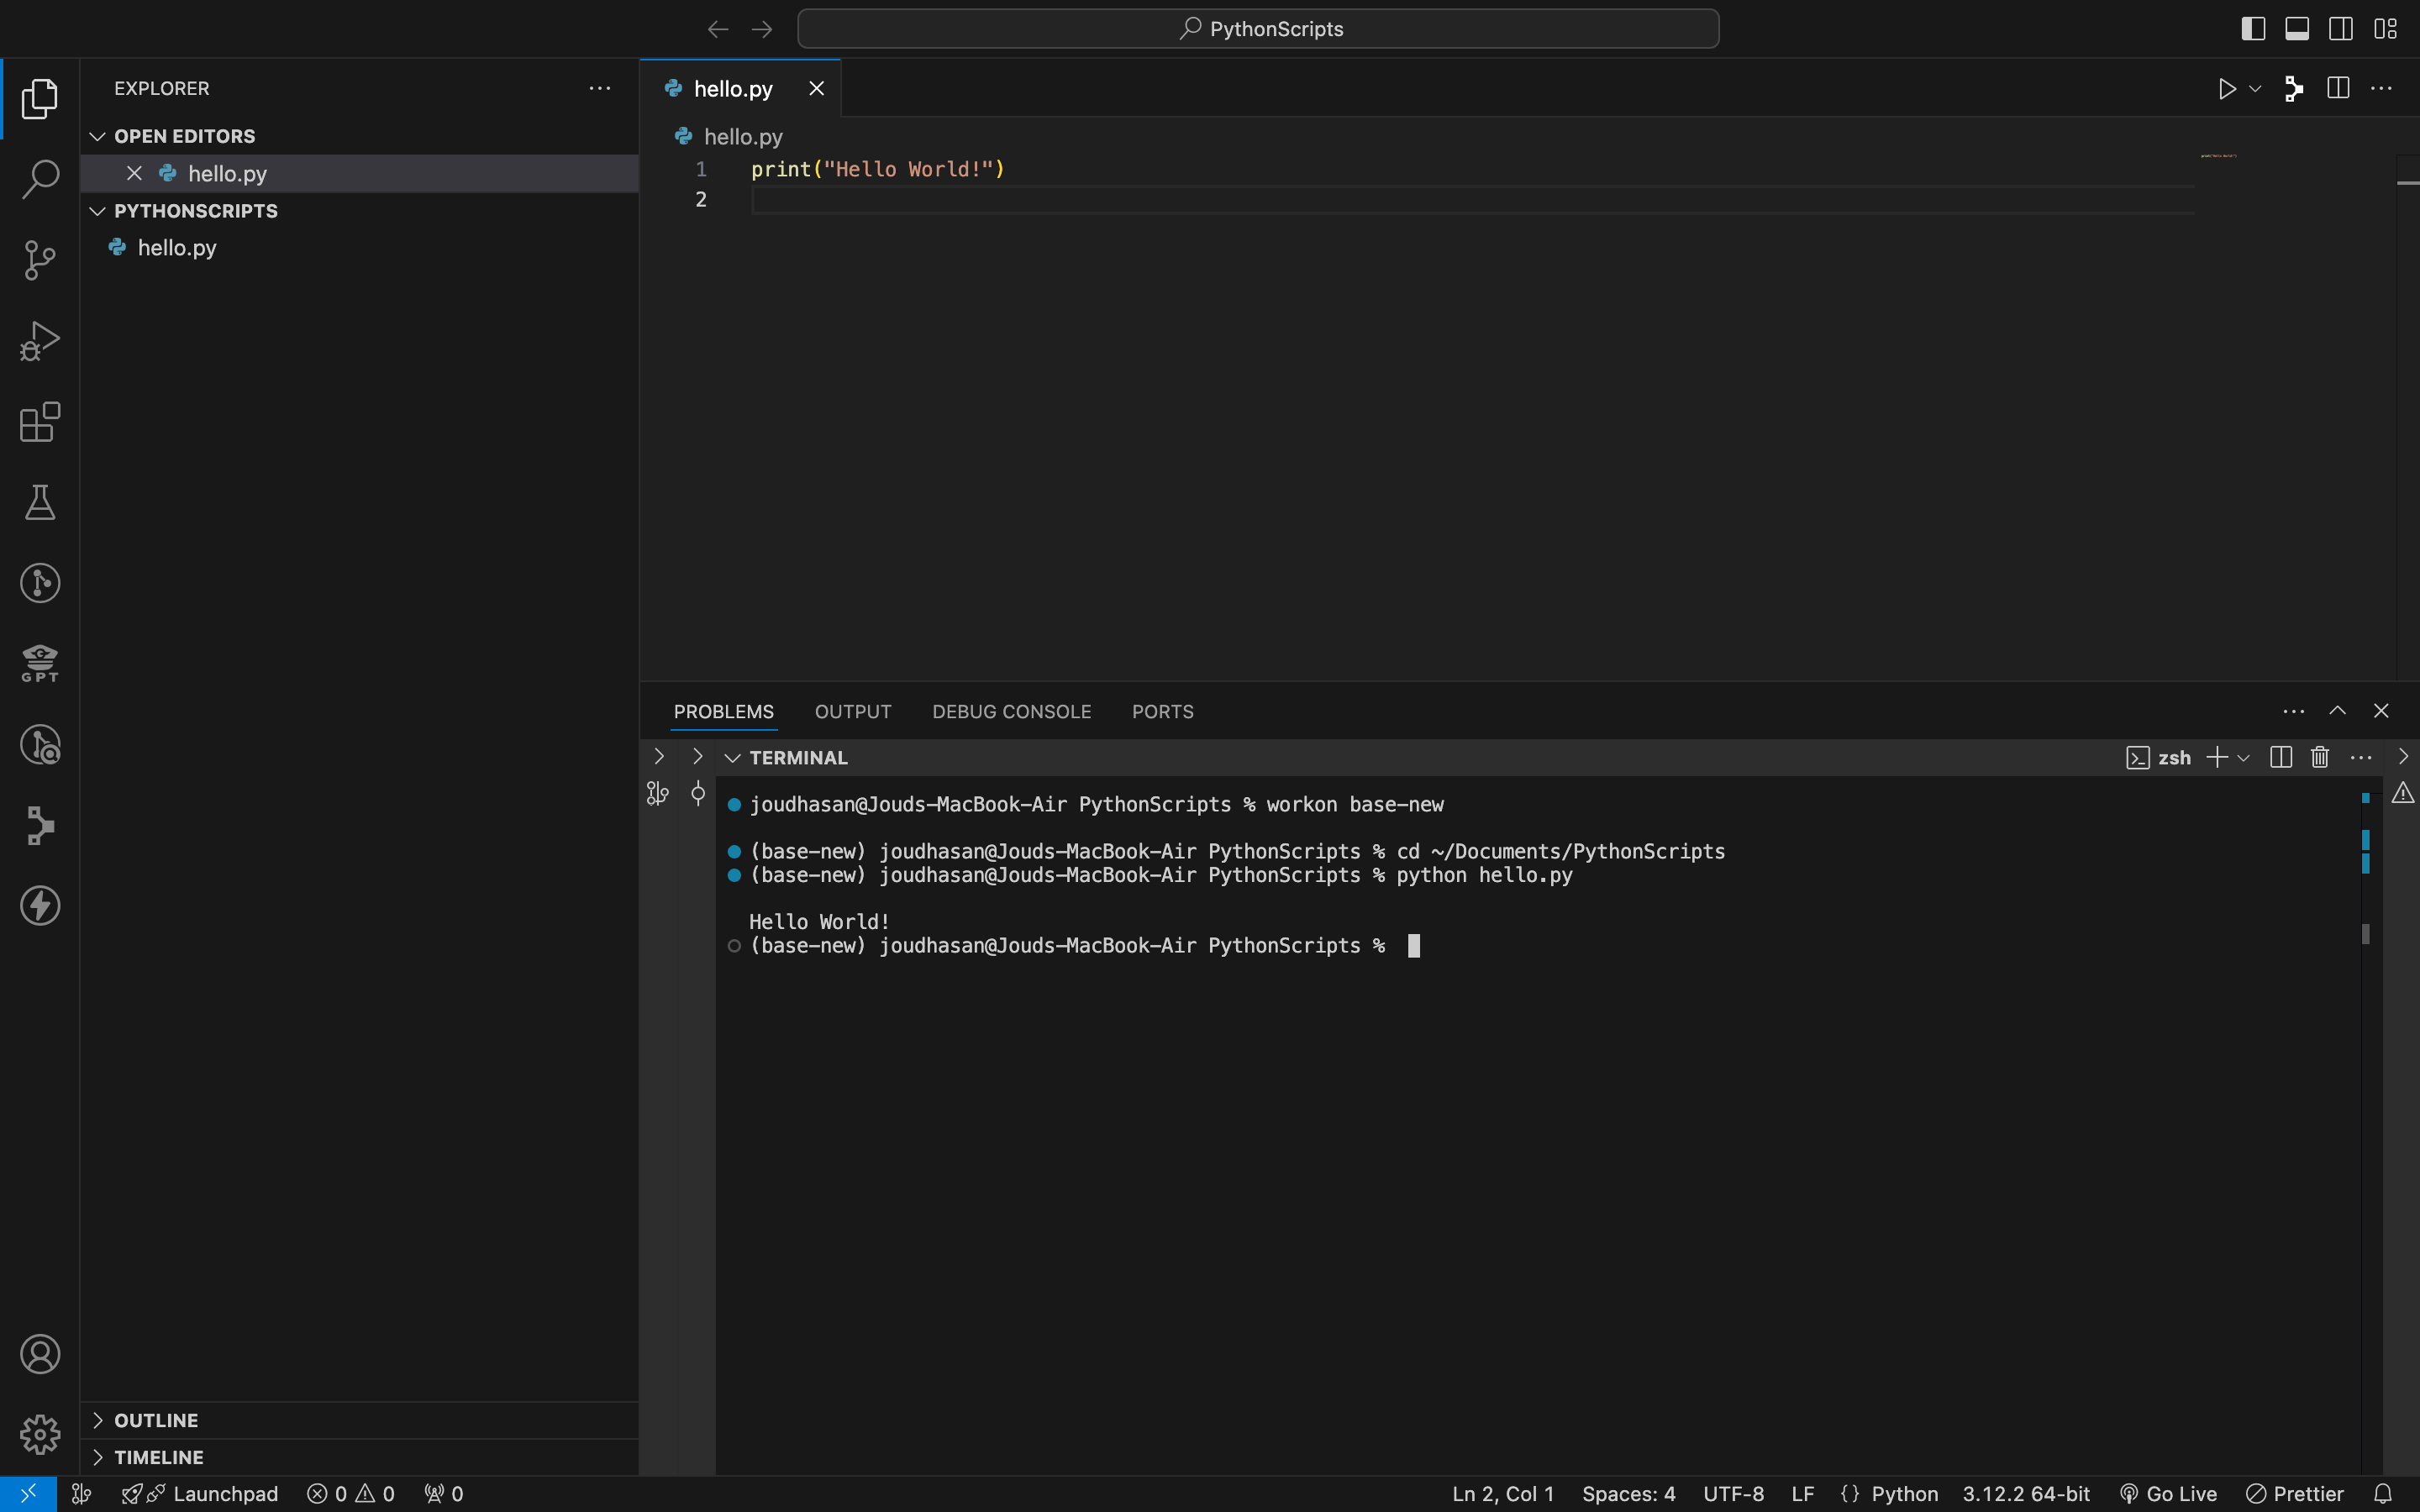 PythonScripts
EXPLORER
OPEN EDITORS
hello.py
PYTHONSCRIPTS
hello.py
GPT
OUTLINE
TIMELINE
hello.py
hello.py
1 print("Hello World!")
2
PROBLEMS OUTPUT DEBUG CONSOLE PORTS
TERMINAL
zsh
joudhasan@Jouds-MacBook-Air PythonScripts % workon base-new
(base-new) joudhasan@Jouds-MacBook-Air PythonScripts % cd ~/Documents/PythonScripts
(base-new) joudhasan@Jouds-MacBook-Air PythonScripts % python hello.py
Hello World!
(base-new) joudhasan@Jouds-MacBook-Air PythonScripts %
Launchpad 0 0 0 Ln 2, Col 1 Spaces: 4 UTF-8 LF {} Python 3.12.2 64-bit Go Live Prettier